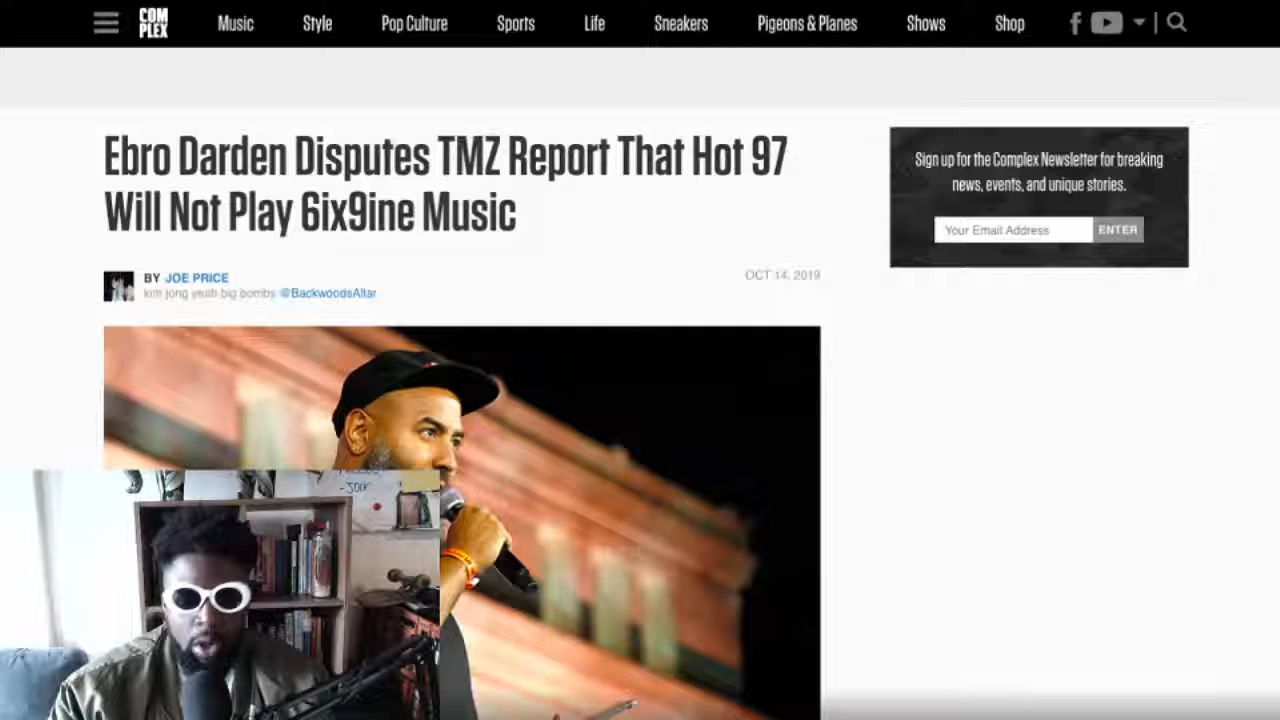 COM
PLEX
Music
Style
Pop Culture
Sports
Life
Sneakers
Pigeons & Planes
Shows
Shop
Ebro Darden Disputes TMZ Report That Hot 97
Will Not Play 6ix9ine Music
BY JOE PRICE
kim jong yeah big bombs @BackwoodsAltar
OCT 14, 2019
Sign up for the Complex Newsletter for breaking
news, events, and unique stories.
Your Email Address
ENTER